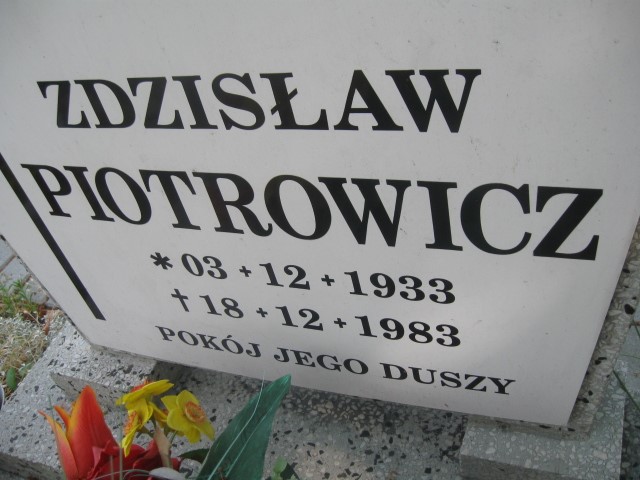 ZDZISŁAW
PIOTROWICZ
* 03 + 12 + 1933
† 18 + 12 + 1983
POKÓJ JEGO DUSZY